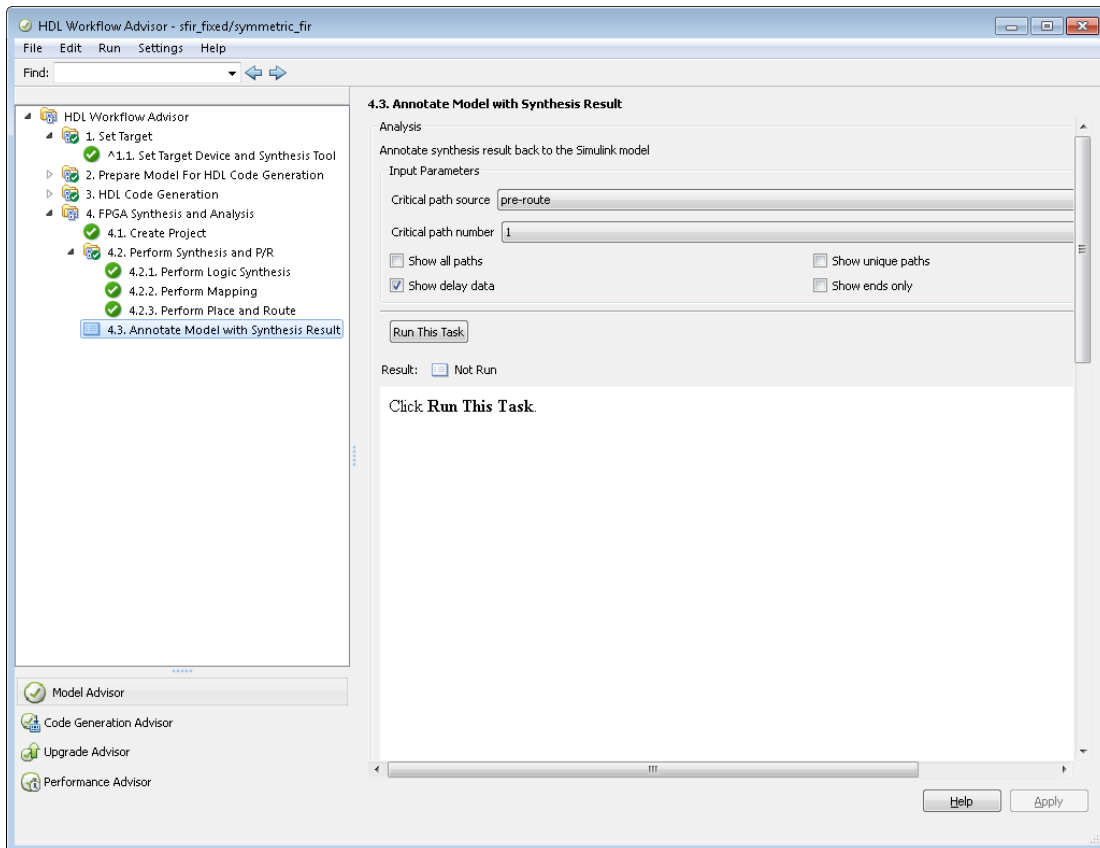 HDL Workflow Advisor - sfir_fixed/symmetric_fir
File Edit Run Settings Help
Find:
HDL Workflow Advisor
1. Set Target
^1.1. Set Target Device and Synthesis Tool
2. Prepare Model For HDL Code Generation
3. HDL Code Generation
4. FPGA Synthesis and Analysis
4.1. Create Project
4.2. Perform Synthesis and P/R
4.2.1. Perform Logic Synthesis
4.2.2. Perform Mapping
4.2.3. Perform Place and Route
4.3. Annotate Model with Synthesis Result
Model Advisor
Code Generation Advisor
Upgrade Advisor
Performance Advisor
4.3. Annotate Model with Synthesis Result
Analysis
Annotate synthesis result back to the Simulink model
Input Parameters
Critical path source pre-route
Critical path number 1
Show all paths Show unique paths
Show delay data Show ends only
Run This Task
Result: Not Run
Click Run This Task.
Help Apply